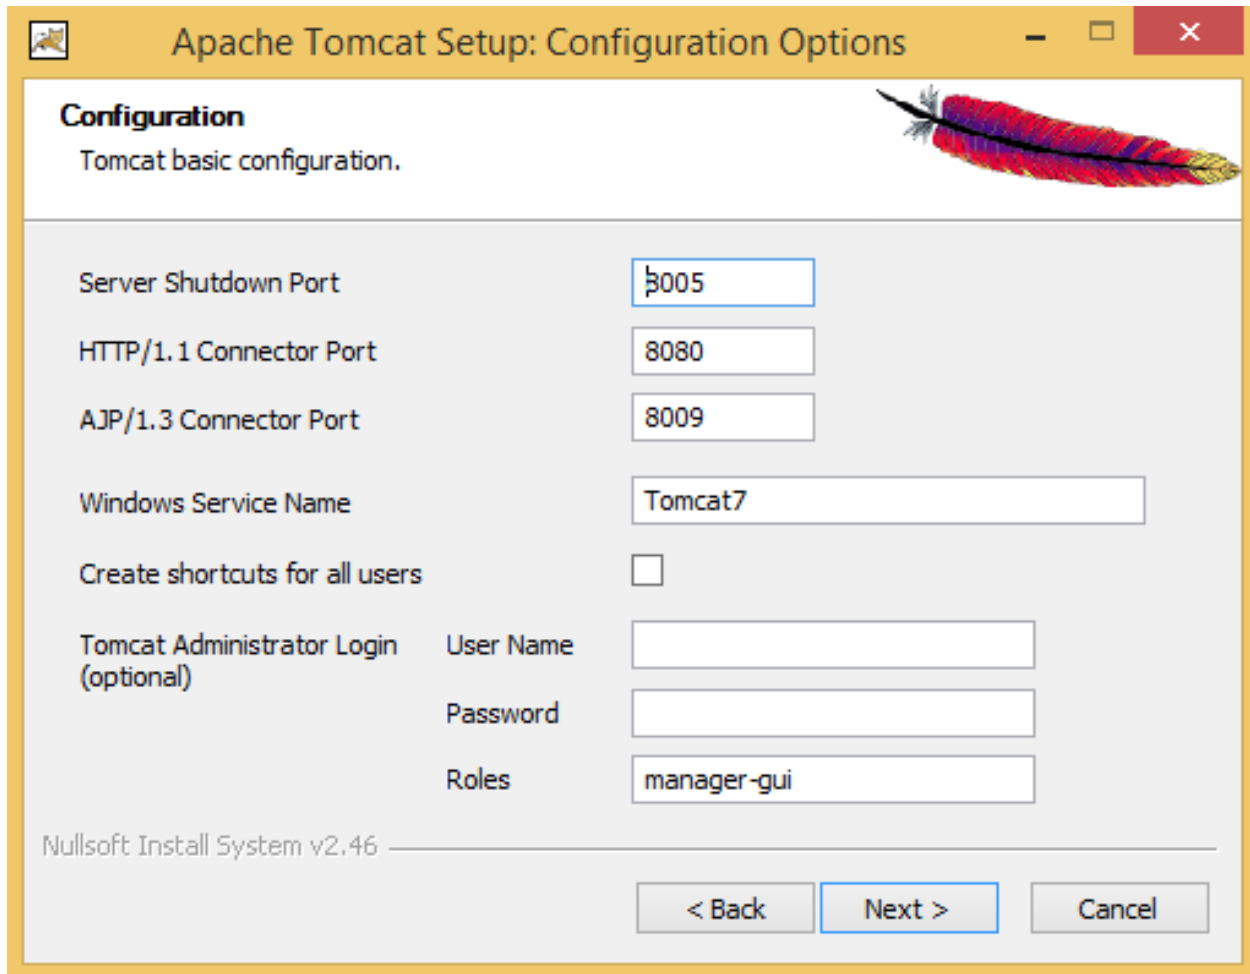 Apache Tomcat Setup: Configuration Options
Configuration
Tomcat basic configuration.
Server Shutdown Port 8005
HTTP/1.1 Connector Port 8080
AJP/1.3 Connector Port 8009
Windows Service Name Tomcat7
Create shortcuts for all users
Tomcat Administrator Login User Name
(optional)
Password
Roles manager-gui
Nullsoft Install System v2.46
< Back Next > Cancel